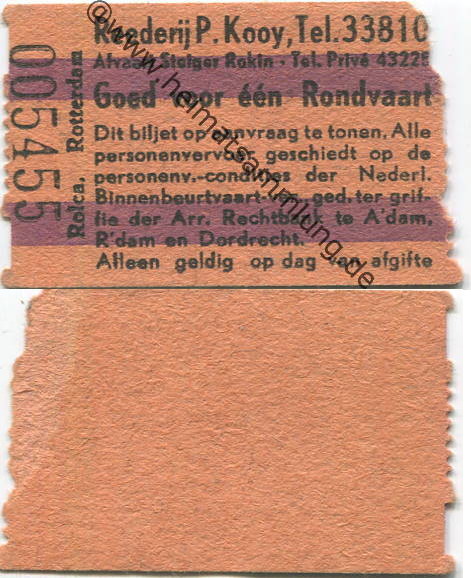 Reederij P. Kooy, Tel. 33810
Afvaart Steiger Rokin - Tel. Privé 43225
Goed voor één Rondvaart
Dit biljet op aanvraag te tonen. Alle
personenvervoer geschiedt op de
personenv.-condities der Nederl.
Binnenbeurtvaart- ged. ter grif-
fie der Arr. Rechtbank te A'dam,
R'dam en Dordrecht.
Alleen geldig op dag van afgifte
005455
Rolca. Rotterdam
@www.heimatsammlung.de